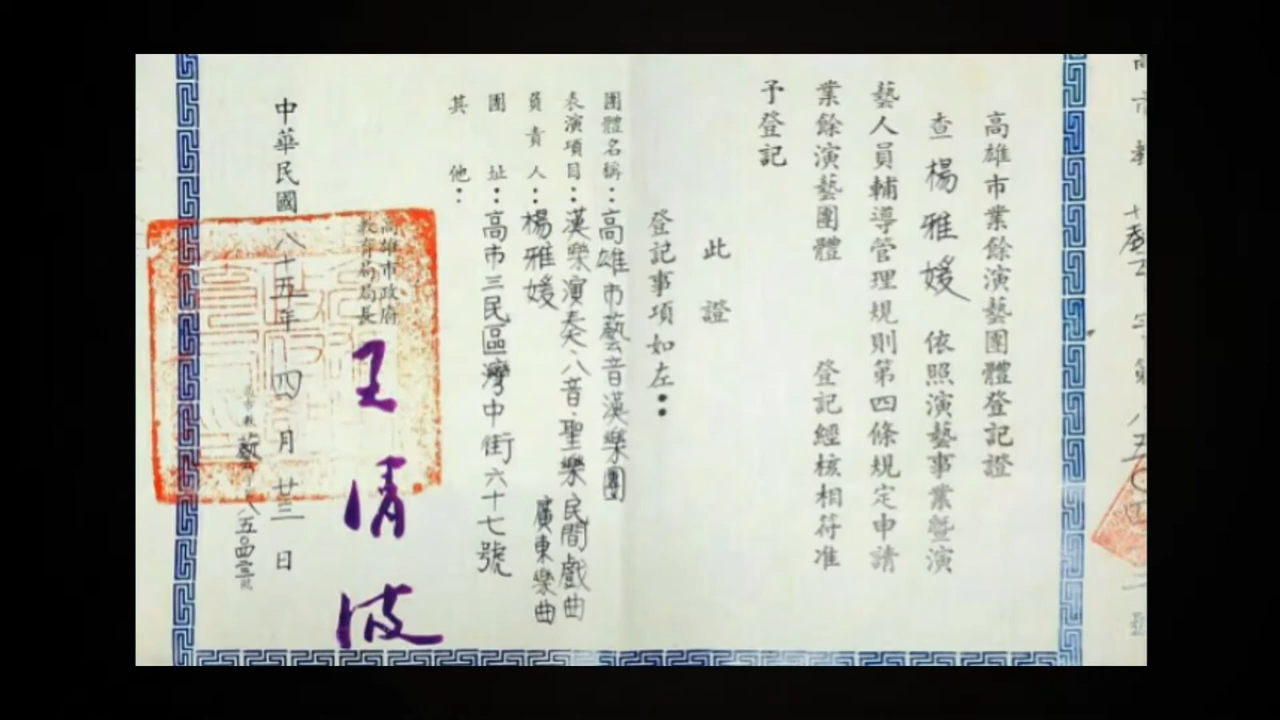 高雄市業餘演藝團體登記證
查楊雅媛 依照演藝事業暨演
藝人員輔導管理規則第四條規定申請
業餘演藝團體 登記經核相符准
予登記
此證
登記事項如左：
團體名稱：高雄市藝音漢樂團
表演項目：漢樂演奏.八音.聖樂.民間戲曲
廣東樂曲
負責人：楊雅媛
團址：高市三民區灣中街六十七號
其他：
高雄市政府
教育局局長
王清波
中華民國八十五年四月廿三日